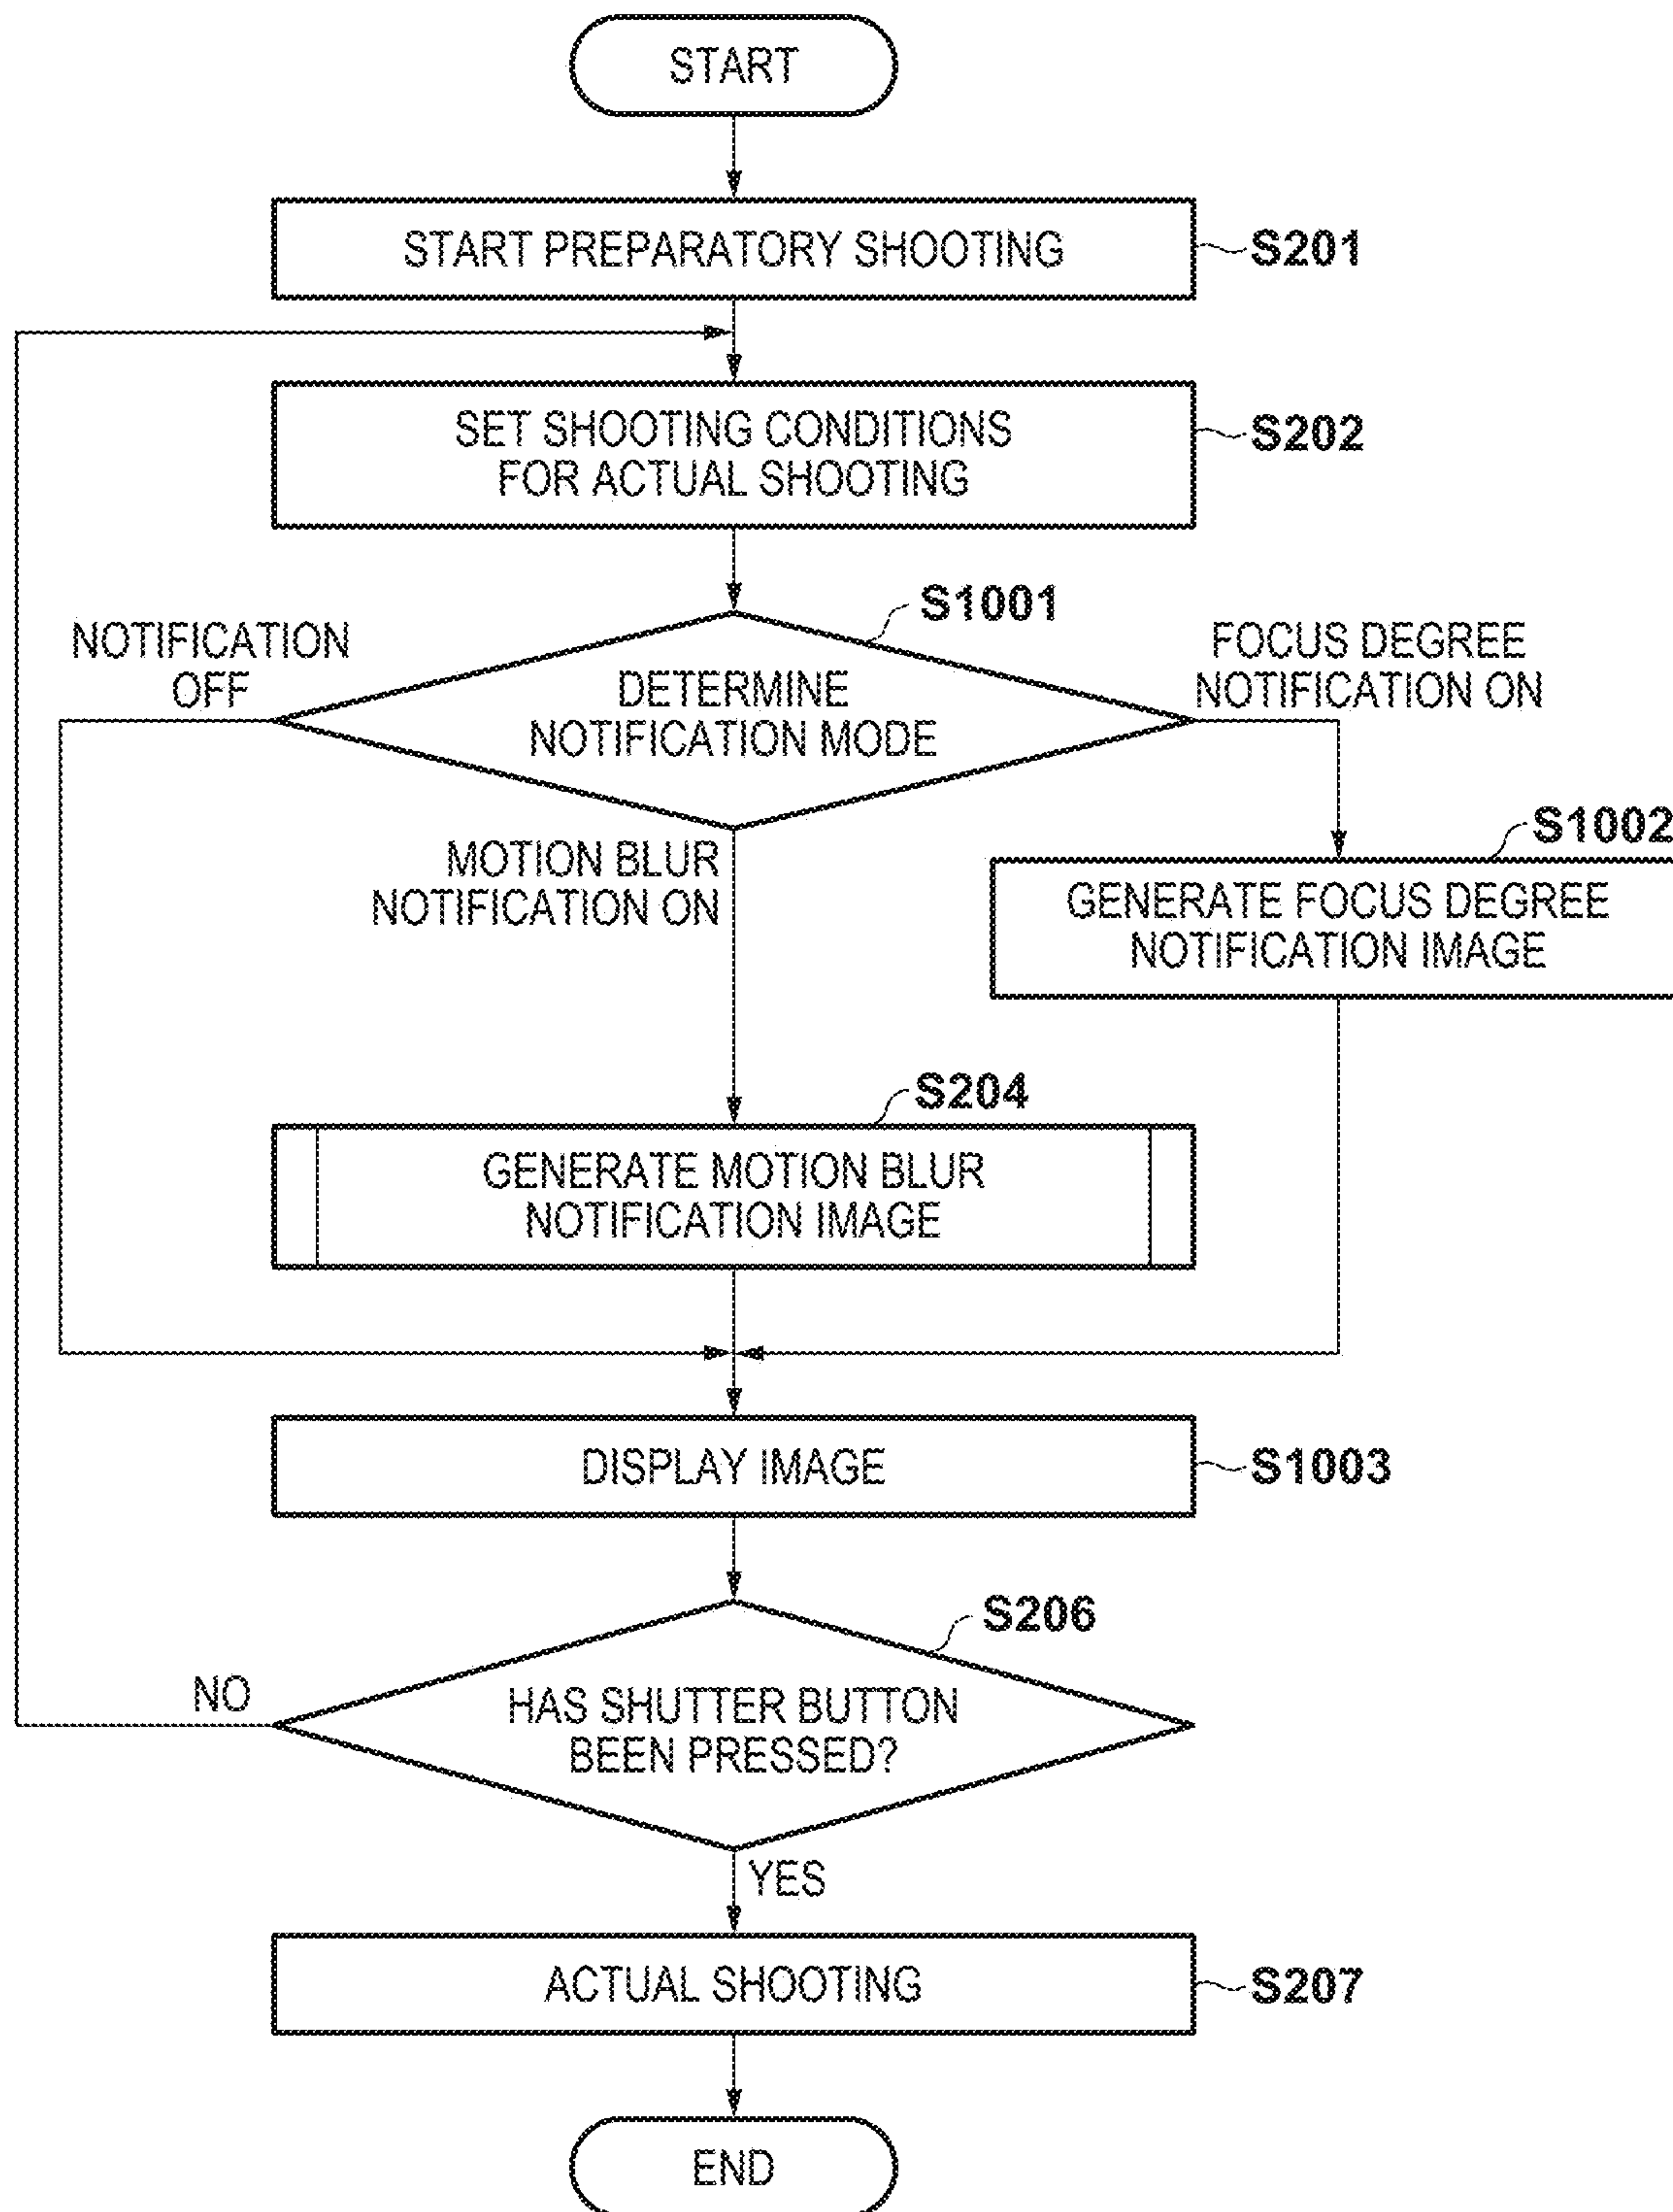 START
START PREPARATORY SHOOTING
S201
SET SHOOTING CONDITIONS
FOR ACTUAL SHOOTING
S202
S1001
NOTIFICATION
OFF
DETERMINE
NOTIFICATION MODE
FOCUS DEGREE
NOTIFICATION ON
MOTION BLUR
NOTIFICATION ON
S1002
GENERATE FOCUS DEGREE
NOTIFICATION IMAGE
S204
GENERATE MOTION BLUR
NOTIFICATION IMAGE
DISPLAY IMAGE
S1003
S206
NO
HAS SHUTTER BUTTON
BEEN PRESSED?
YES
ACTUAL SHOOTING
S207
END